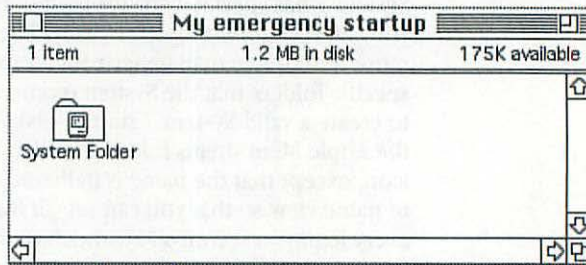 My emergency startup
1 item 1.2 MB in disk 175K available
System Folder